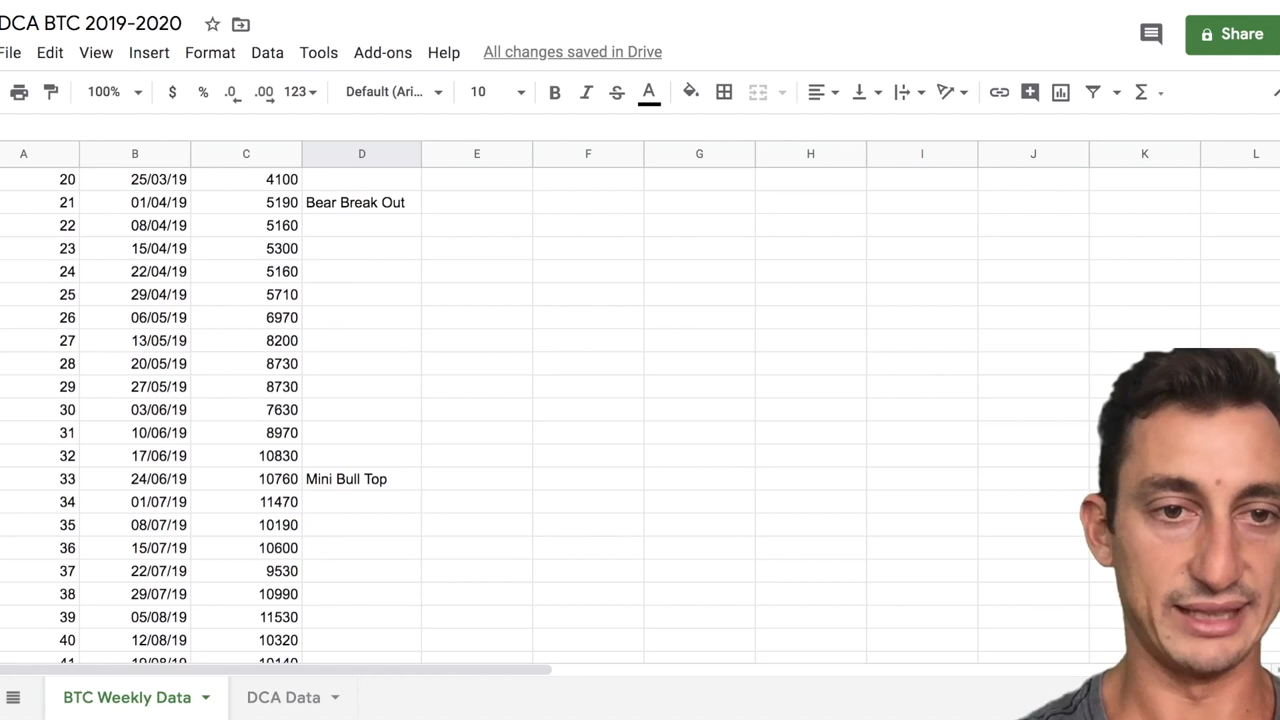 DCA BTC 2019-2020
File Edit View Insert Format Data Tools Add-ons Help All changes saved in Drive
Share
100% $ % .0 .00 123 Default (Ari... 10 B I S A Σ
A B C D E F G H I J K L
20 25/03/19 4100
21 01/04/19 5190 Bear Break Out
22 08/04/19 5160
23 15/04/19 5300
24 22/04/19 5160
25 29/04/19 5710
26 06/05/19 6970
27 13/05/19 8200
28 20/05/19 8730
29 27/05/19 8730
30 03/06/19 7630
31 10/06/19 8970
32 17/06/19 10830
33 24/06/19 10760 Mini Bull Top
34 01/07/19 11470
35 08/07/19 10190
36 15/07/19 10600
37 22/07/19 9530
38 29/07/19 10990
39 05/08/19 11530
40 12/08/19 10320
41 19/08/19 10140
BTC Weekly Data DCA Data